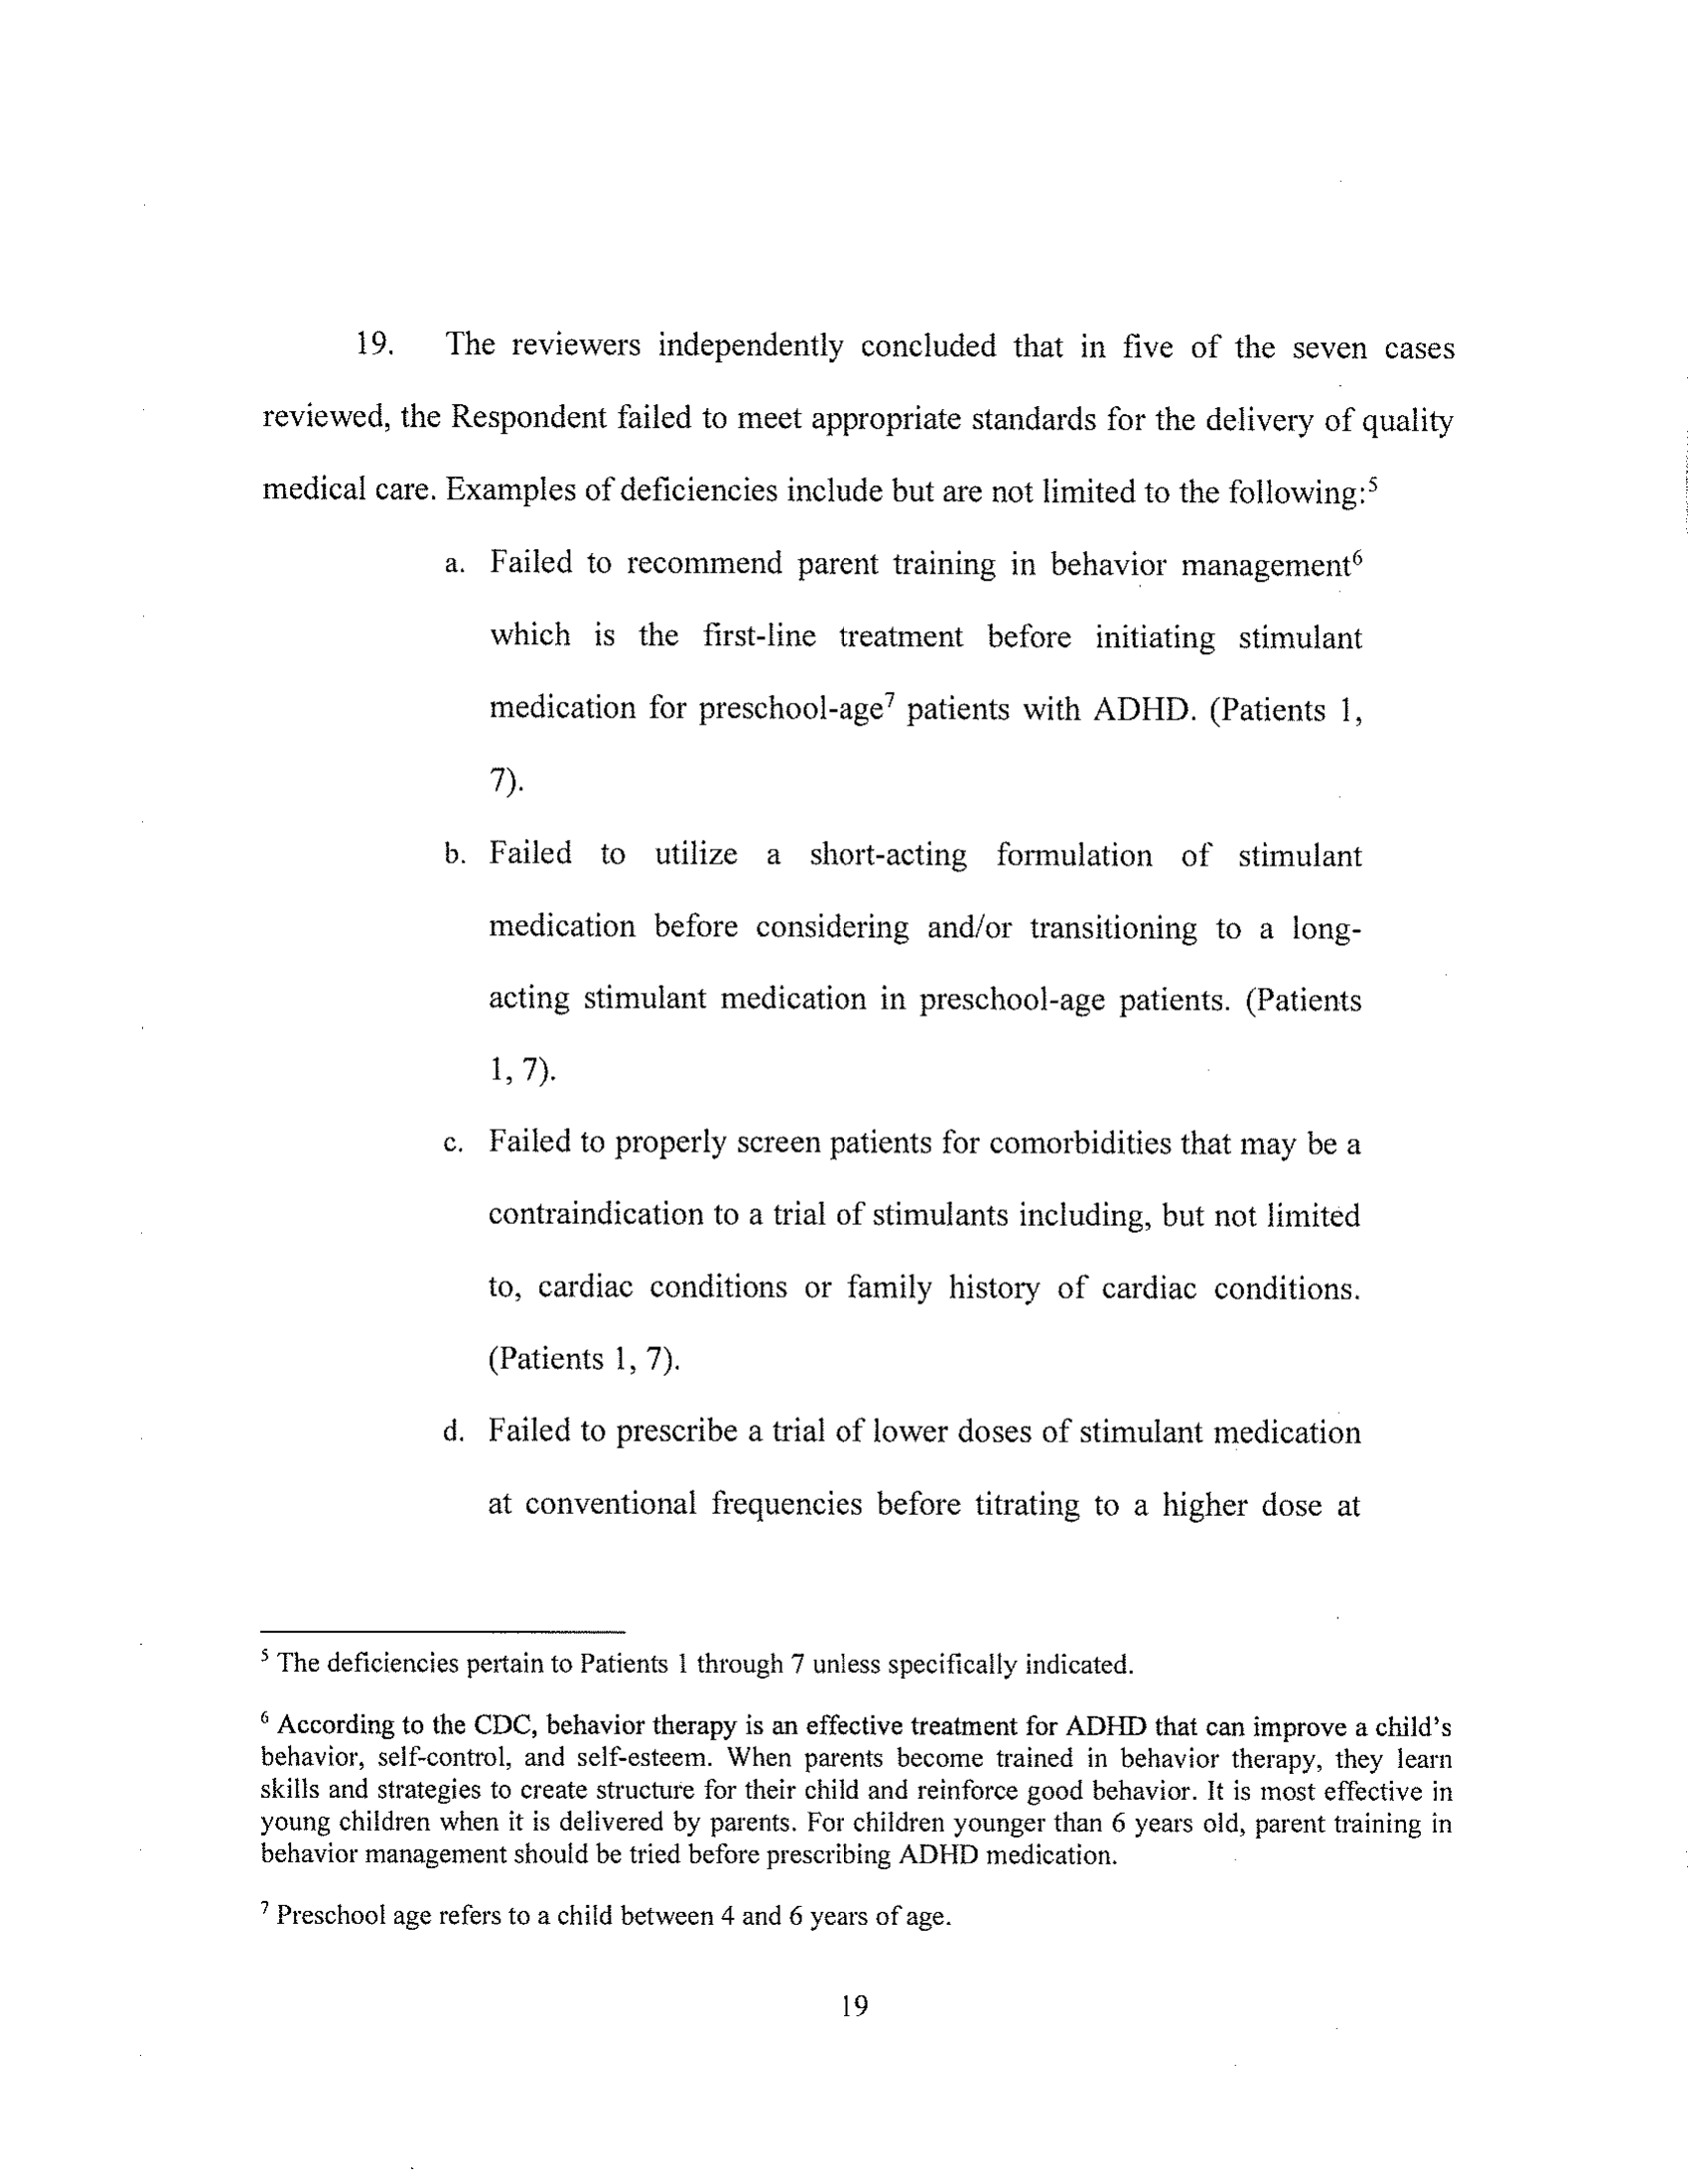 19. The reviewers independently concluded that in five of the seven cases
reviewed, the Respondent failed to meet appropriate standards for the delivery of quality
medical care. Examples of deficiencies include but are not limited to the following:⁵
a. Failed to recommend parent training in behavior management⁶
which is the first-line treatment before initiating stimulant
medication for preschool-age⁷ patients with ADHD. (Patients 1,
7).
b. Failed to utilize a short-acting formulation of stimulant
medication before considering and/or transitioning to a long-
acting stimulant medication in preschool-age patients. (Patients
1, 7).
c. Failed to properly screen patients for comorbidities that may be a
contraindication to a trial of stimulants including, but not limited
to, cardiac conditions or family history of cardiac conditions.
(Patients 1, 7).
d. Failed to prescribe a trial of lower doses of stimulant medication
at conventional frequencies before titrating to a higher dose at
⁵ The deficiencies pertain to Patients 1 through 7 unless specifically indicated.
⁶ According to the CDC, behavior therapy is an effective treatment for ADHD that can improve a child's
behavior, self-control, and self-esteem. When parents become trained in behavior therapy, they learn
skills and strategies to create structure for their child and reinforce good behavior. It is most effective in
young children when it is delivered by parents. For children younger than 6 years old, parent training in
behavior management should be tried before prescribing ADHD medication.
⁷ Preschool age refers to a child between 4 and 6 years of age.
19